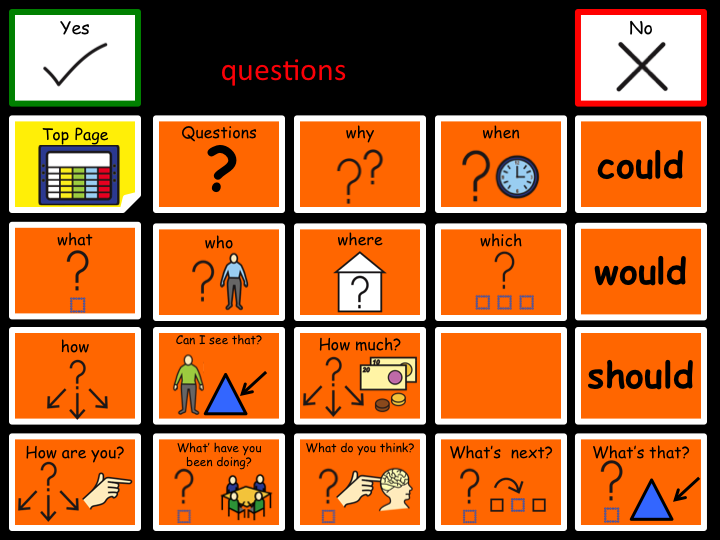 Yes
questions
No
Top Page
Questions
why
when
could
what
who
where
which
would
how
Can I see that?
How much?
10
20
should
How are you?
What' have you
been doing?
What do you think?
What's next?
What's that?